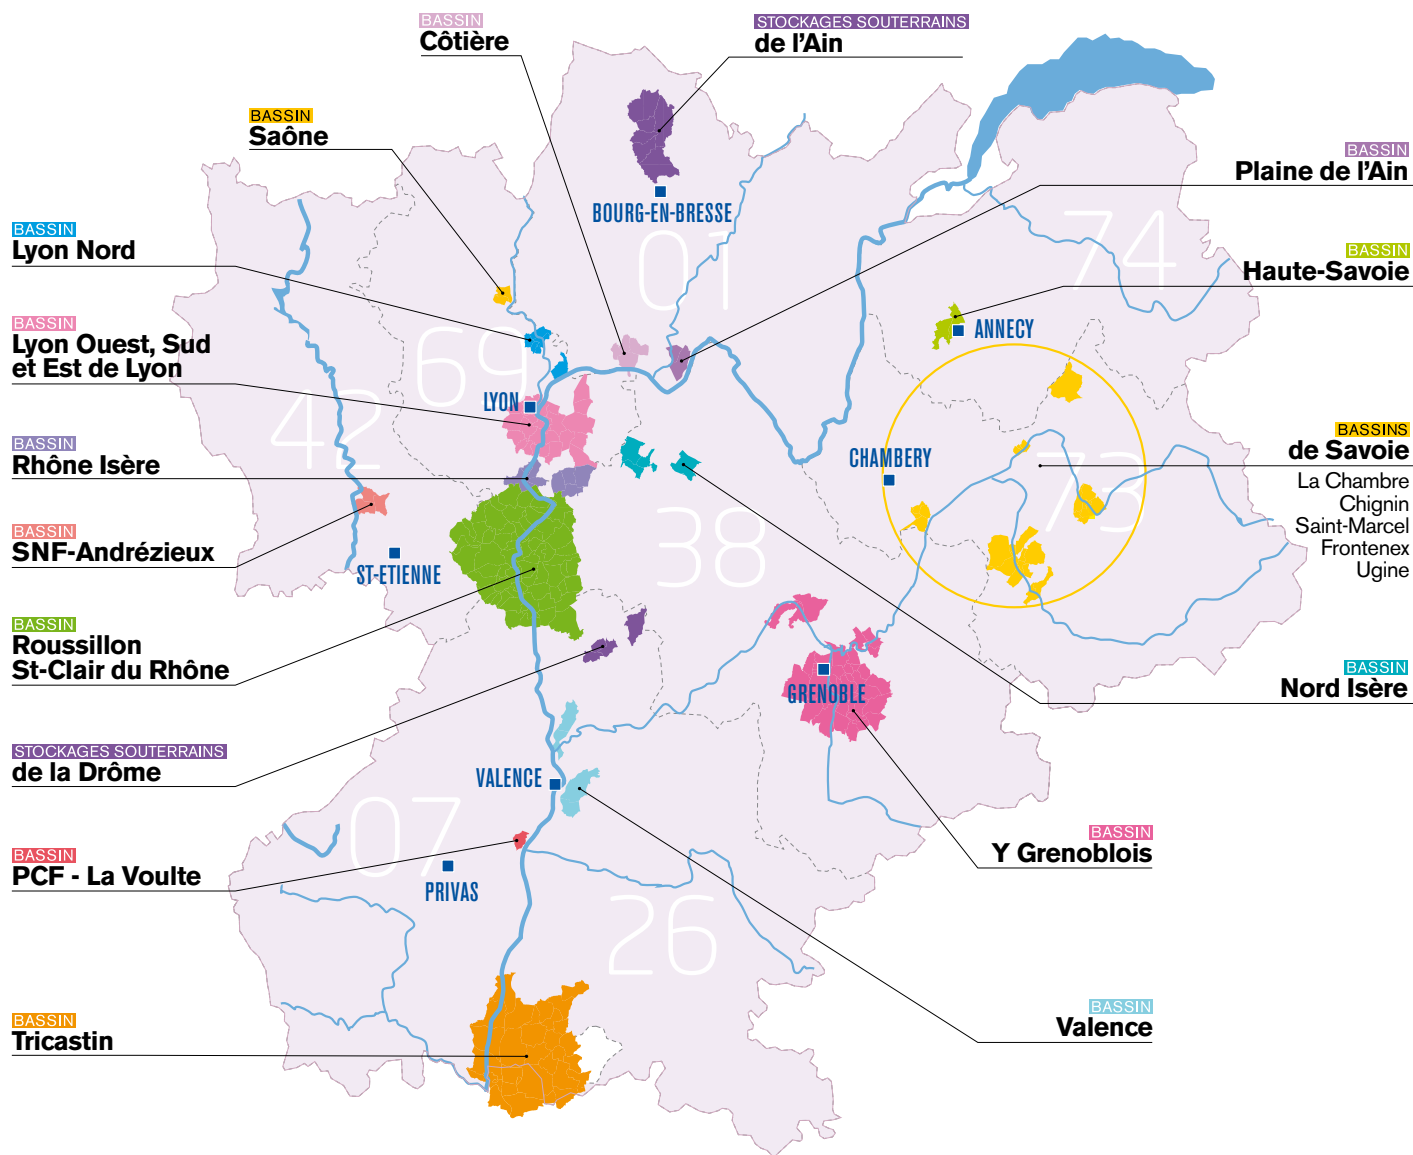 BASSIN
Côtière
STOCKAGES SOUTERRAINS
de l'Ain
BASSIN
Saône
BASSIN
Plaine de l'Ain
BOURG-EN-BRESSE
01
74
BASSIN
Lyon Nord
BASSIN
Haute-Savoie
BASSIN
Lyon Ouest, Sud
et Est de Lyon
69
ANNECY
LYON
42
BASSIN
Rhône Isère
CHAMBERY
BASSINS
de Savoie
La Chambre
Chignin
Saint-Marcel
Frontenex
Ugine
73
BASSIN
SNF-Andrézieux
ST-ETIENNE
38
BASSIN
Roussillon
St-Clair du Rhône
BASSIN
Nord Isère
GRENOBLE
STOCKAGES SOUTERRAINS
de la Drôme
VALENCE
07
BASSIN
PCF - La Voulte
BASSIN
Y Grenoblois
PRIVAS
26
BASSIN
Valence
BASSIN
Tricastin